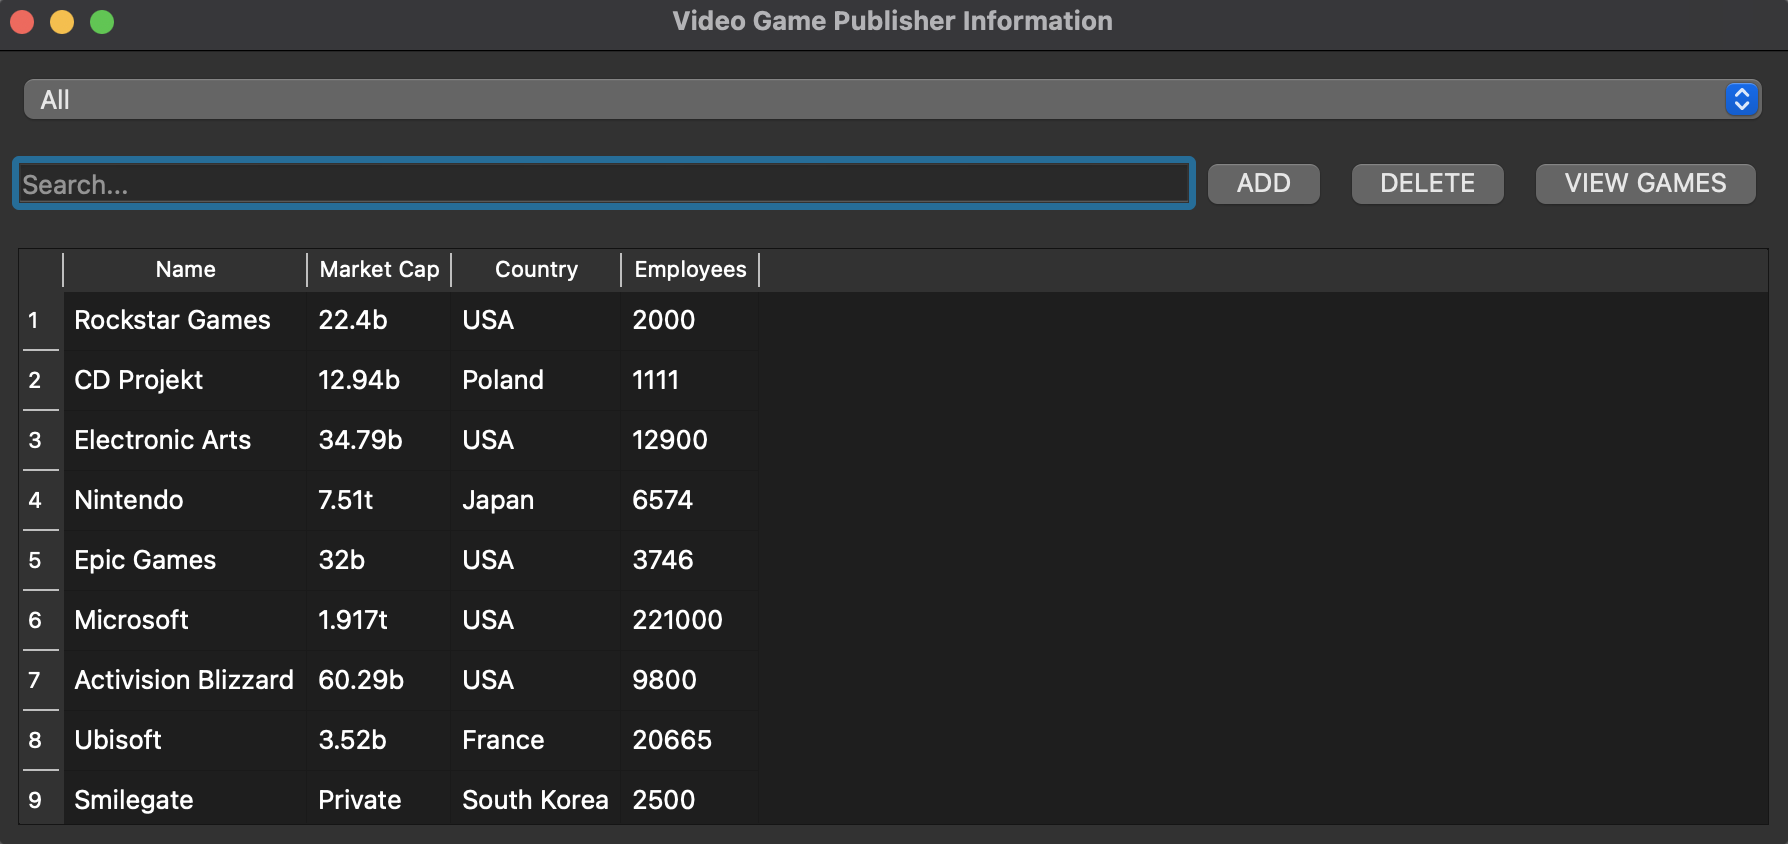 Video Game Publisher Information
All
Search... ADD DELETE VIEW GAMES
Name Market Cap Country Employees
1 Rockstar Games 22.4b USA 2000
2 CD Projekt 12.94b Poland 1111
3 Electronic Arts 34.79b USA 12900
4 Nintendo 7.51t Japan 6574
5 Epic Games 32b USA 3746
6 Microsoft 1.917t USA 221000
7 Activision Blizzard 60.29b USA 9800
8 Ubisoft 3.52b France 20665
9 Smilegate Private South Korea 2500